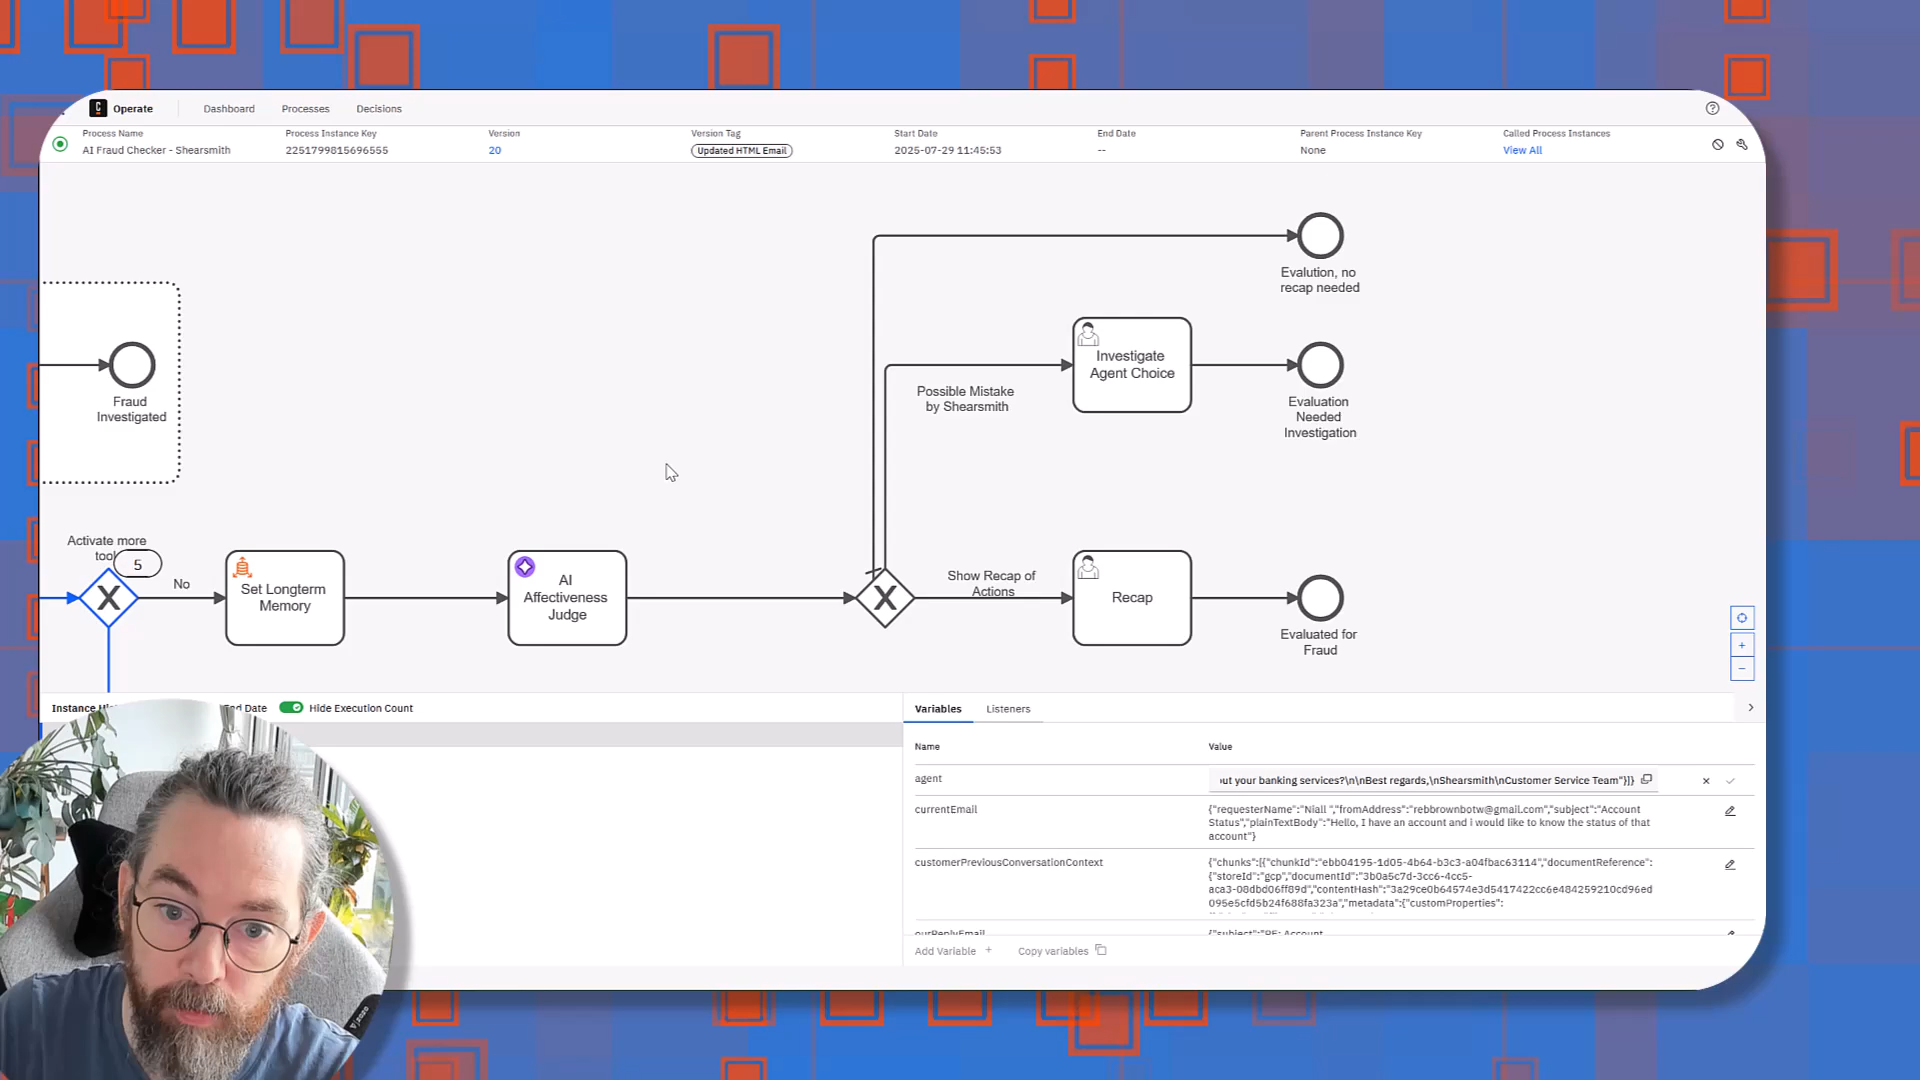 Operate Dashboard Processes Decisions
Process Name Process Instance Key Version Version Tag Start Date End Date Parent Process Instance Key Called Process Instances
AI Fraud Checker - Shearsmith 2251799815696555 20 Updated HTML Email 2025-07-29 11:45:53 -- None View All
Evalution, no
recap needed
Investigate
Agent Choice
Possible Mistake
by Shearsmith
Fraud
Investigated
Evaluation
Needed
Investigation
Activate more
5
No
Set Longterm
Memory
AI
Affectiveness
Judge
Show Recap of
Actions
Recap
Evaluated for
Fraud
Instance End Date Hide Execution Count
Variables Listeners
Name Value
agent ut your banking services?\n\nBest regards,\nShearsmith\nCustomer Service Team"}]}
currentEmail {"requesterName":"Niall ","fromAddress":"rebbrownbotw@gmail.com","subject":"Account
Status","plainTextBody":"Hello, I have an account and i would like to know the status of that
account"}
customerPreviousConversationContext {"chunks":[{"chunkId":"ebb04195-1d05-4b64-b3c3-a04fbac63114","documentReference":
{"storeId":"gcp","documentId":"3b0a5c7d-3cc6-4cc5-
aca3-08dbd06ff89d","contentHash":"3a29ce0b64574e3d5417422cc6e484259210cd96ed
095e5cfd5b24f688fa323a","metadata":{"customProperties":
ourReplyEmail {"subject":"RE: Account
Add Variable + Copy variables